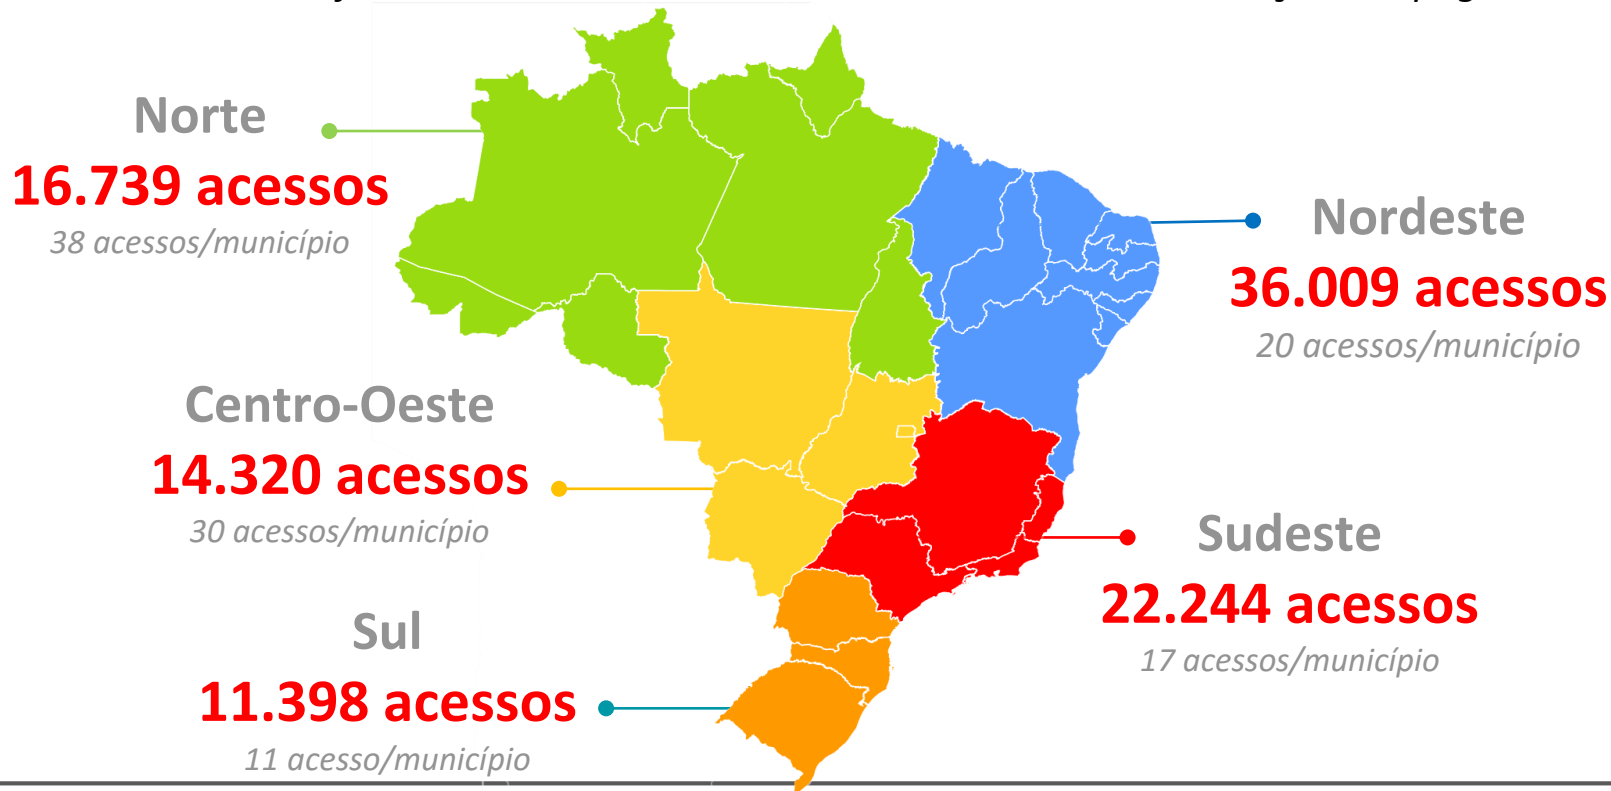 Norte
16.739 acessos
38 acessos/município
Nordeste
36.009 acessos
20 acessos/município
Centro-Oeste
14.320 acessos
30 acessos/município
Sudeste
22.244 acessos
17 acessos/município
Sul
11.398 acessos
11 acesso/município